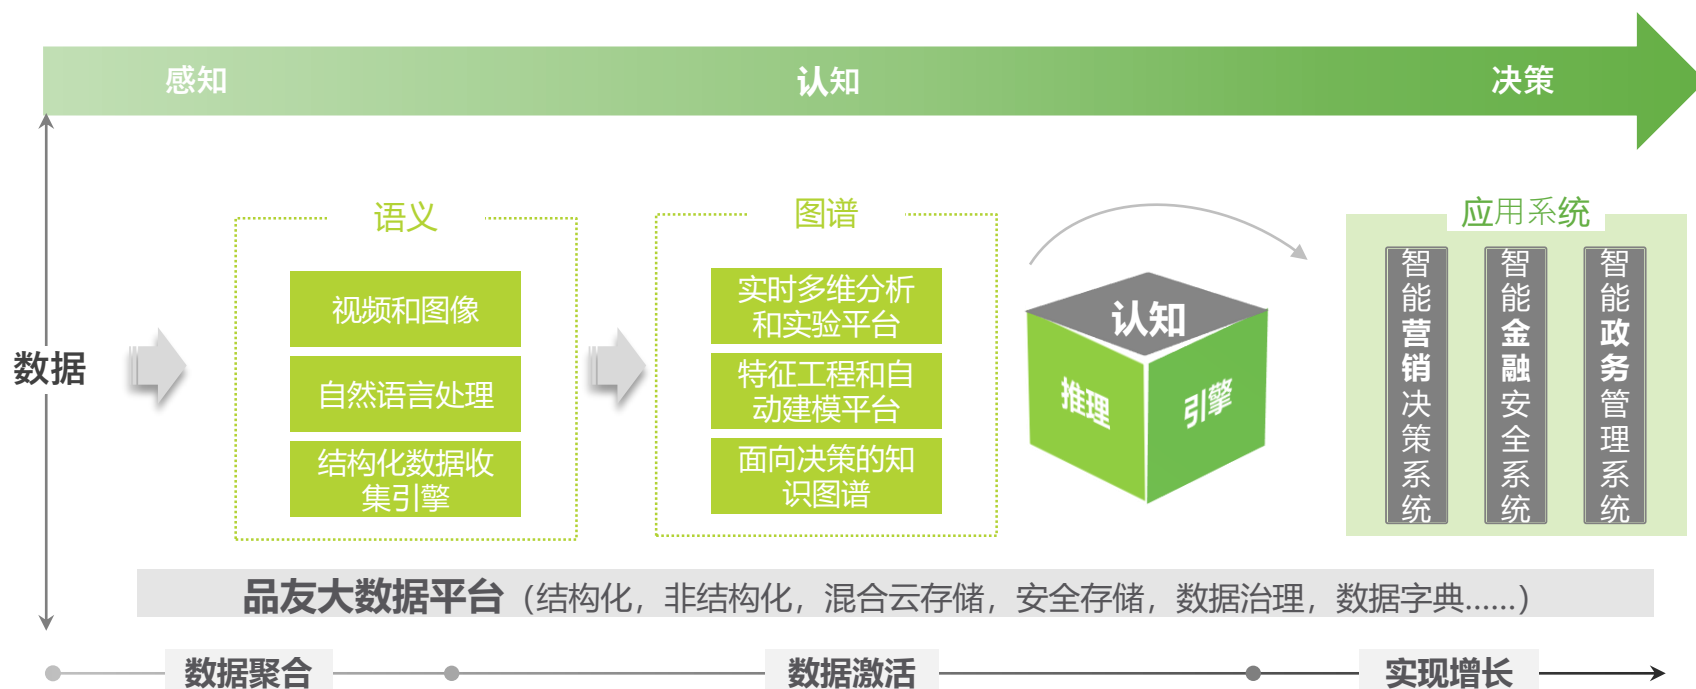 感知
认知
决策
数据
语义
视频和图像
自然语言处理
结构化数据收
集引擎
图谱
实时多维分析
和实验平台
特征工程和自
动建模平台
面向决策的知
识图谱
认知
推理
引擎
应用系统
智能营销决策系统
智能金融安全系统
智能政务管理系统
品友大数据平台（结构化，非结构化，混合云存储，安全存储，数据治理，数据字典......）
数据聚合
数据激活
实现增长